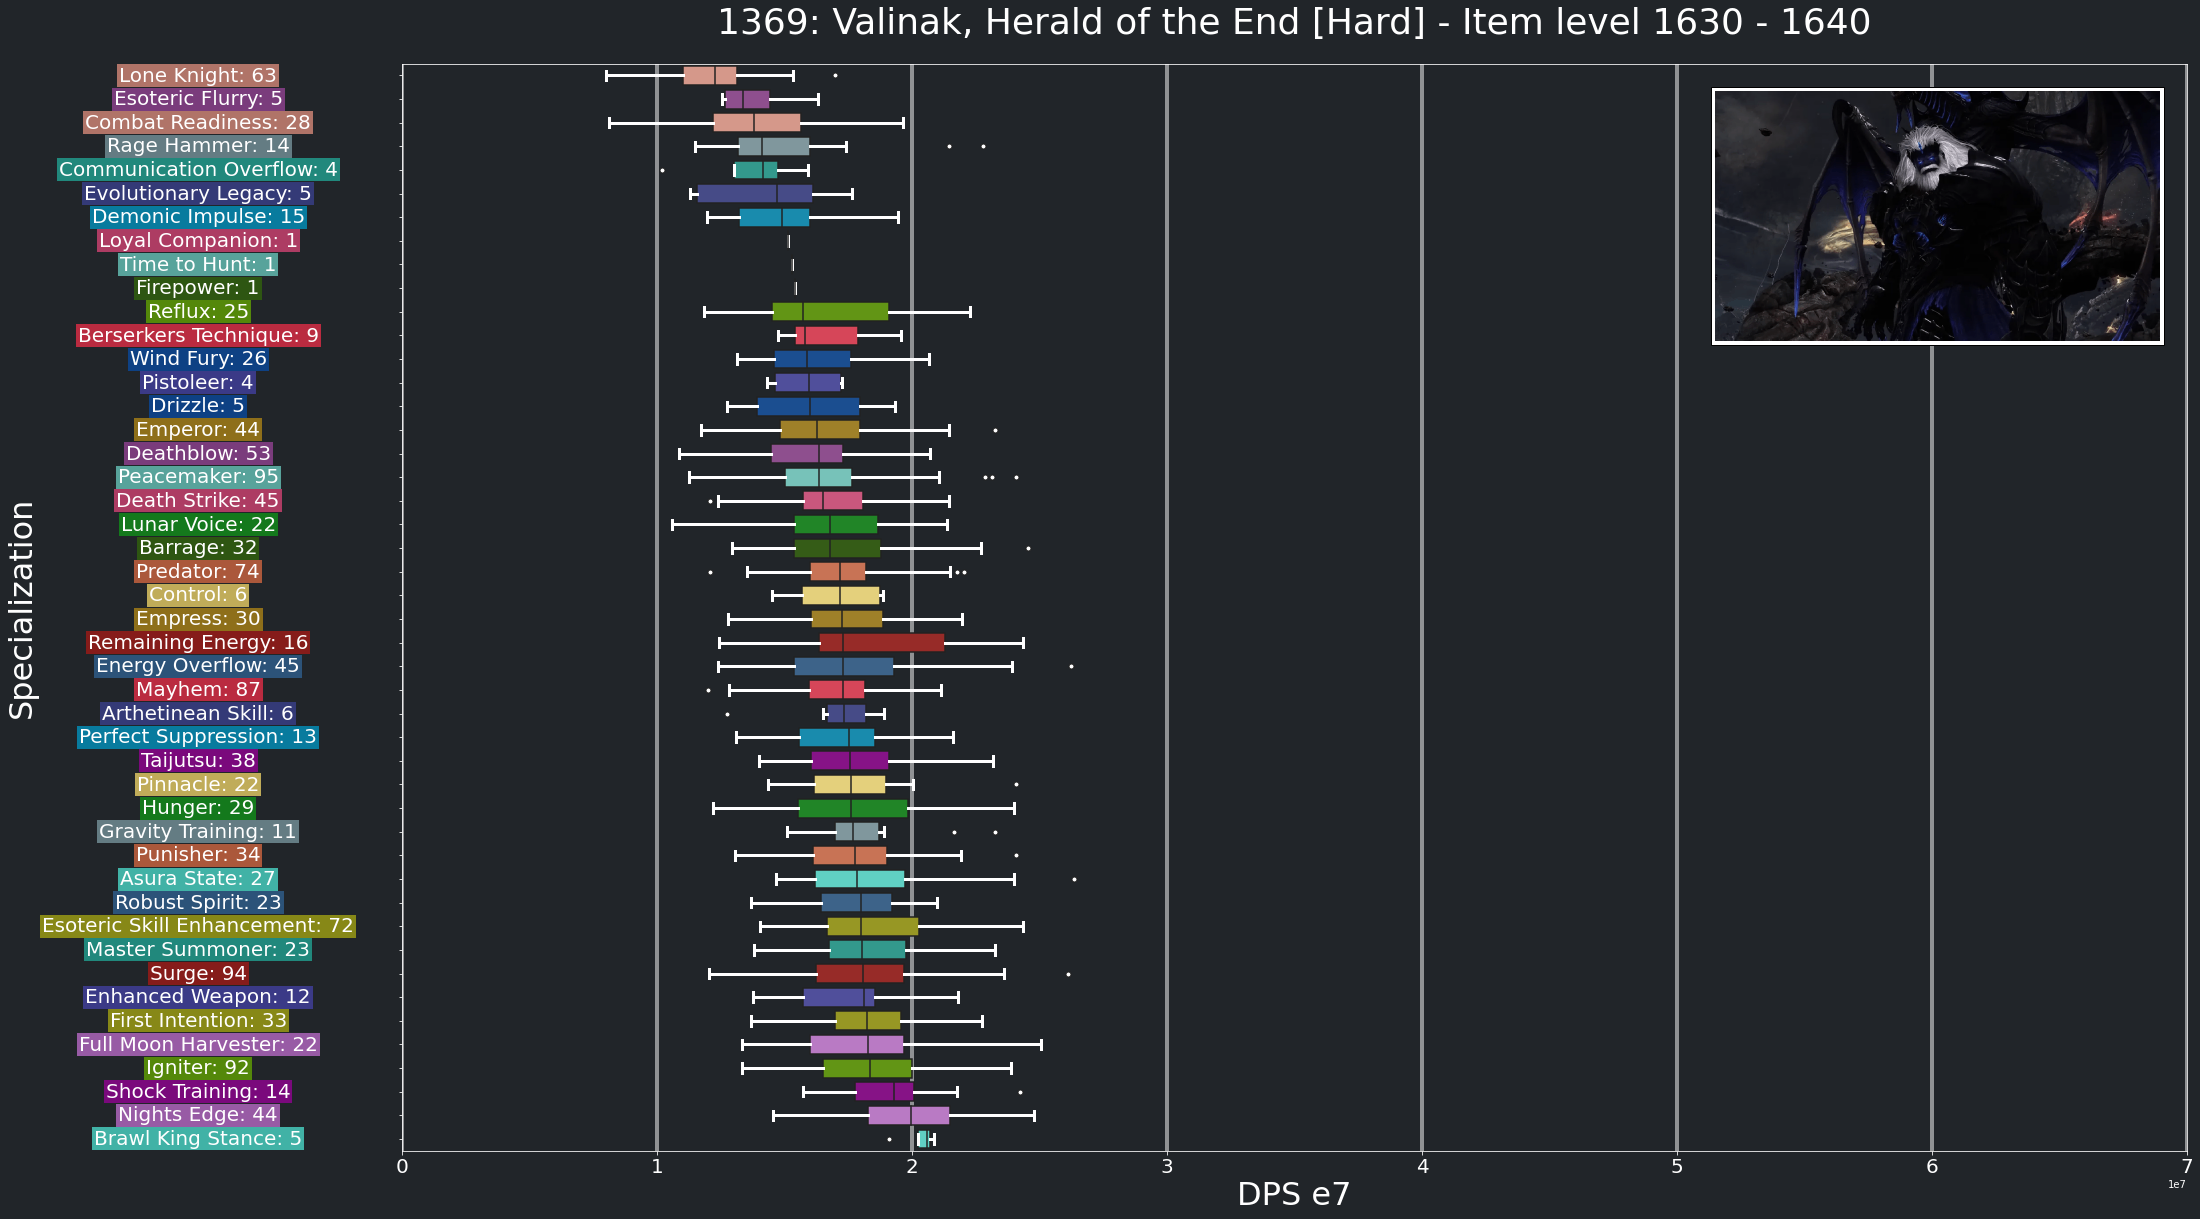 1369: Valinak, Herald of the End [Hard] - Item level 1630 - 1640
Lone Knight: 63
Esoteric Flurry: 5
Combat Readiness: 28
Rage Hammer: 14
Communication Overflow: 4
Evolutionary Legacy: 5
Demonic Impulse: 15
Loyal Companion: 1
Time to Hunt: 1
Firepower: 1
Reflux: 25
Berserkers Technique: 9
Wind Fury: 26
Pistoleer: 4
Drizzle: 5
Emperor: 44
Deathblow: 53
Peacemaker: 95
Death Strike: 45
Lunar Voice: 22
Barrage: 32
Predator: 74
Control: 6
Empress: 30
Remaining Energy: 16
Energy Overflow: 45
Mayhem: 87
Arthetinean Skill: 6
Perfect Suppression: 13
Taijutsu: 38
Pinnacle: 22
Hunger: 29
Gravity Training: 11
Punisher: 34
Asura State: 27
Robust Spirit: 23
Esoteric Skill Enhancement: 72
Master Summoner: 23
Surge: 94
Enhanced Weapon: 12
First Intention: 33
Full Moon Harvester: 22
Igniter: 92
Shock Training: 14
Nights Edge: 44
Brawl King Stance: 5
Specialization
0 1 2 3 4 5 6 7
1e7
DPS e7